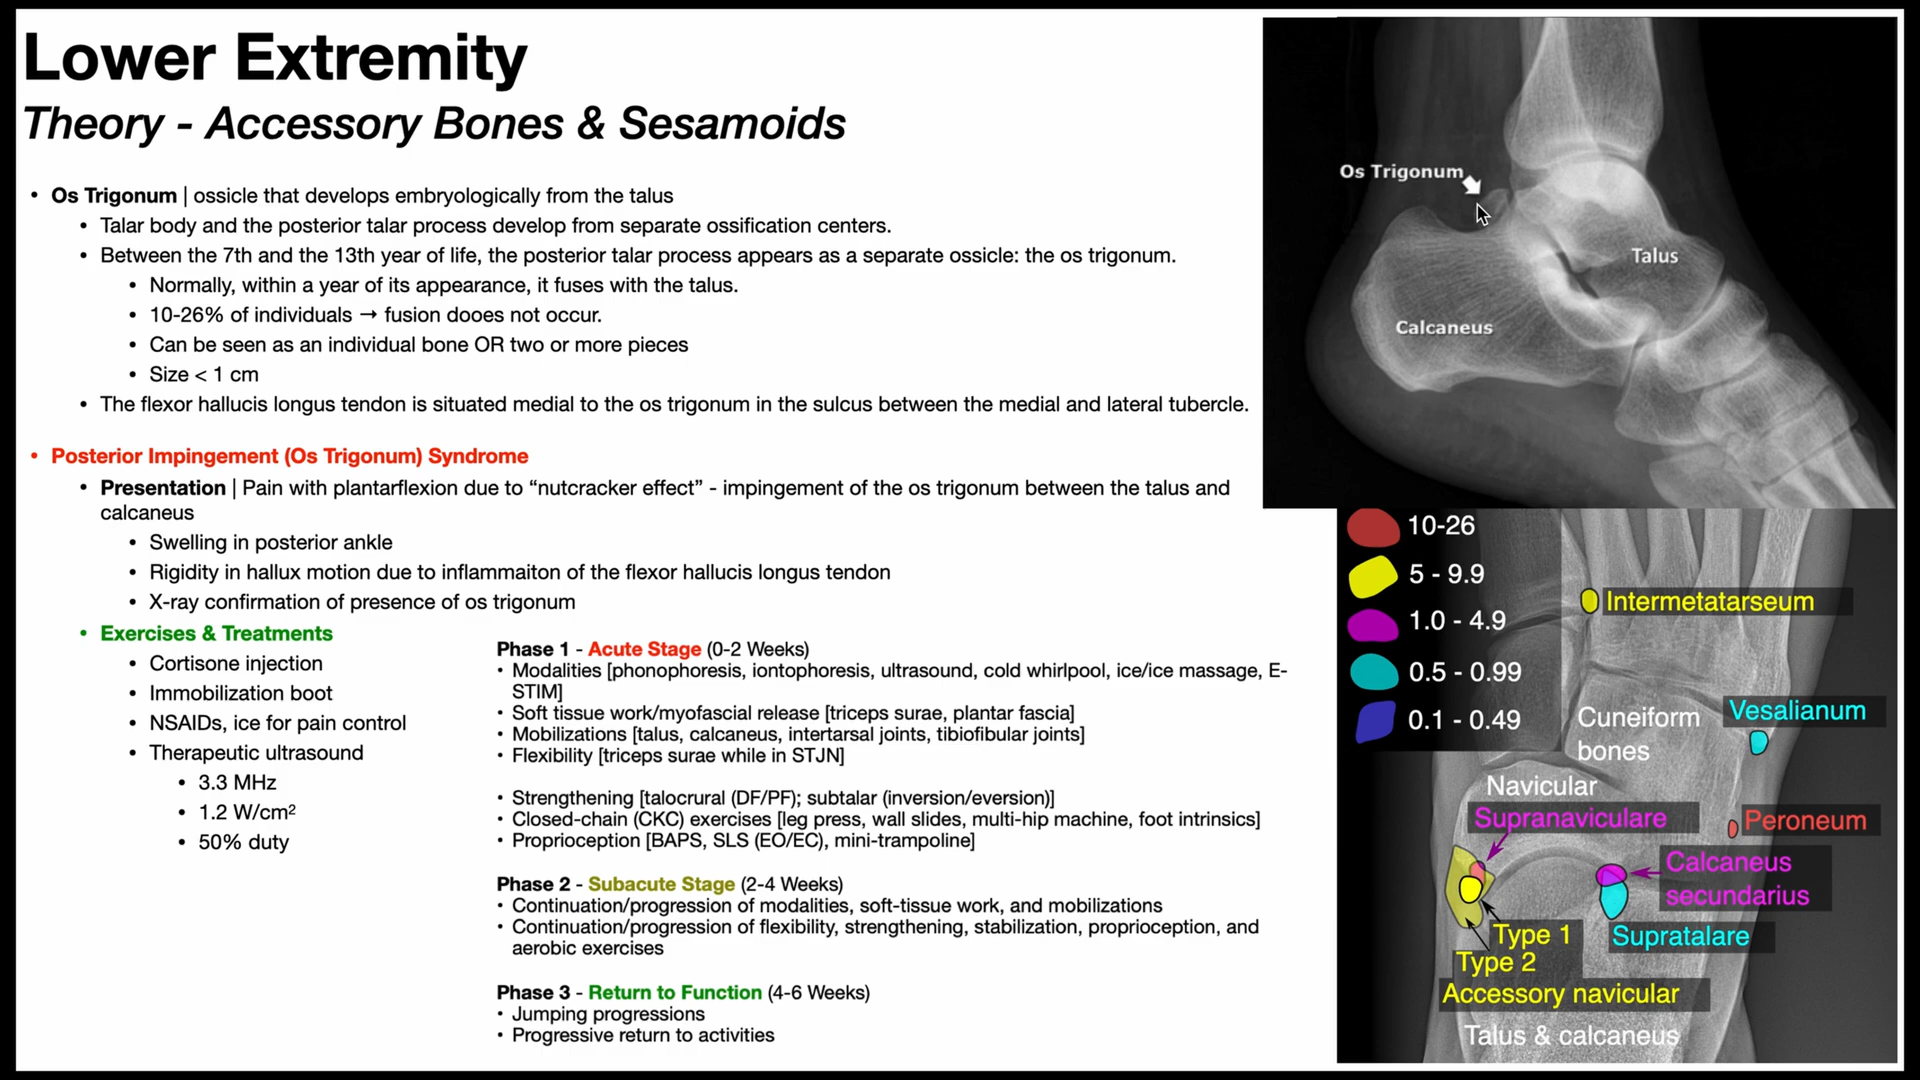 Lower Extremity
Theory - Accessory Bones & Sesamoids
• Os Trigonum | ossicle that develops embryologically from the talus
• Talar body and the posterior talar process develop from separate ossification centers.
• Between the 7th and the 13th year of life, the posterior talar process appears as a separate ossicle: the os trigonum.
• Normally, within a year of its appearance, it fuses with the talus.
• 10-26% of individuals → fusion dooes not occur.
• Can be seen as an individual bone OR two or more pieces
• Size < 1 cm
• The flexor hallucis longus tendon is situated medial to the os trigonum in the sulcus between the medial and lateral tubercle.
• Posterior Impingement (Os Trigonum) Syndrome
• Presentation | Pain with plantarflexion due to “nutcracker effect” - impingement of the os trigonum between the talus and
calcaneus
• Swelling in posterior ankle
• Rigidity in hallux motion due to inflammaiton of the flexor hallucis longus tendon
• X-ray confirmation of presence of os trigonum
• Exercises & Treatments
• Cortisone injection
• Immobilization boot
• NSAIDs, ice for pain control
• Therapeutic ultrasound
• 3.3 MHz
• 1.2 W/cm²
• 50% duty
Phase 1 - Acute Stage (0-2 Weeks)
• Modalities [phonophoresis, iontophoresis, ultrasound, cold whirlpool, ice/ice massage, E-
STIM]
• Soft tissue work/myofascial release [triceps surae, plantar fascia]
• Mobilizations [talus, calcaneus, intertarsal joints, tibiofibular joints]
• Flexibility [triceps surae while in STJN]
• Strengthening [talocrural (DF/PF); subtalar (inversion/eversion)]
• Closed-chain (CKC) exercises [leg press, wall slides, multi-hip machine, foot intrinsics]
• Proprioception [BAPS, SLS (EO/EC), mini-trampoline]
Phase 2 - Subacute Stage (2-4 Weeks)
• Continuation/progression of modalities, soft-tissue work, and mobilizations
• Continuation/progression of flexibility, strengthening, stabilization, proprioception, and
aerobic exercises
Phase 3 - Return to Function (4-6 Weeks)
• Jumping progressions
• Progressive return to activities
Os Trigonum
Talus
Calcaneus
10-26
5 - 9.9
1.0 - 4.9
0.5 - 0.99
0.1 - 0.49
Intermetatarseum
Vesalianum
Cuneiform
bones
Navicular
Supranaviculare
Peroneum
Calcaneus
secundarius
Type 1
Supratalare
Type 2
Accessory navicular
Talus & calcaneus